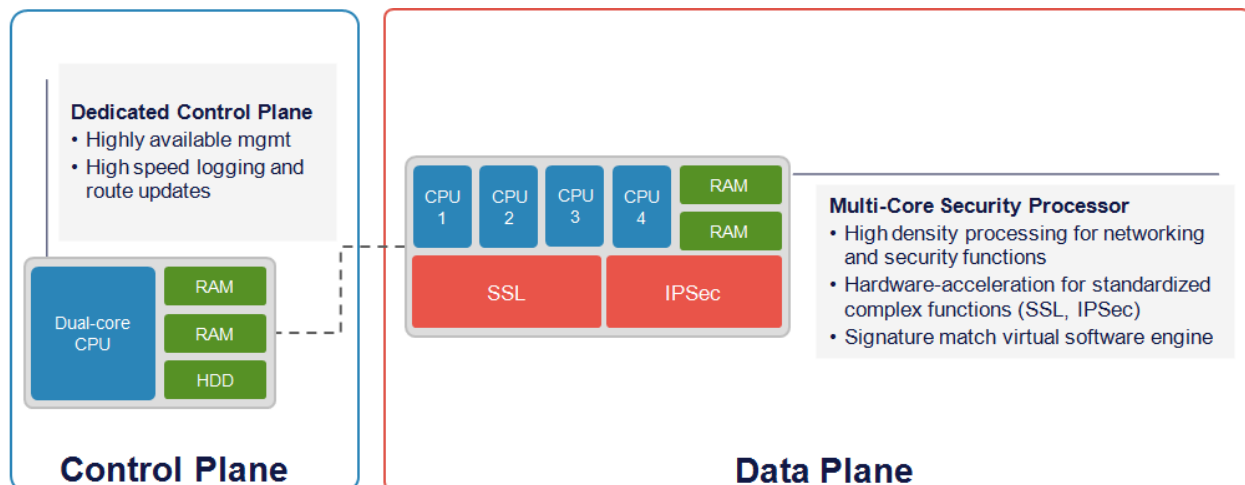 Dedicated Control Plane
• Highly available mgmt
• High speed logging and
route updates
Dual-core
CPU
RAM
RAM
HDD
Control Plane
CPU
1
CPU
2
CPU
3
CPU
4
RAM
RAM
SSL
IPSec
Multi-Core Security Processor
• High density processing for networking
and security functions
• Hardware-acceleration for standardized
complex functions (SSL, IPSec)
• Signature match virtual software engine
Data Plane